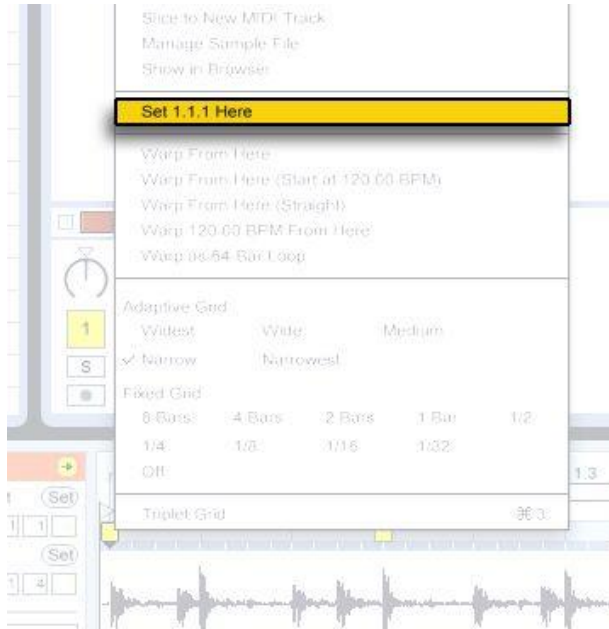 Slice to New MIDI Track
Manage Sample File
Show in Browser
Set 1.1.1 Here
Warp From Here
Warp From Here (Start at 120.00 BPM)
Warp From Here (Straight)
Warp 120.00 BPM From Here
Warp as 64-Bar Loop
Adaptive Grid:
Widest Wide Medium
✓ Narrow Narrowest
1
S
Fixed Grid:
8 Bars 4 Bars 2 Bars 1 Bar 1/2
1/4 1/8 1/16 1/32
Off
1.3
Set
Triplet Grid ⌘3
1 1
Set
1 4